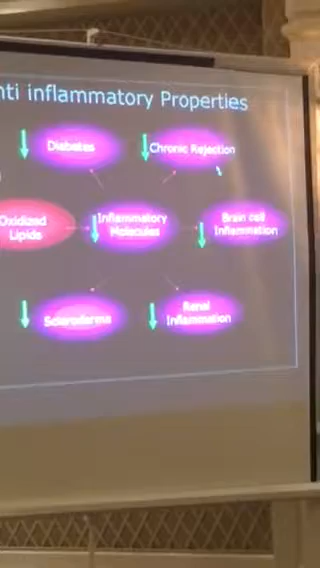 nti inflammatory Properties
Diabetes
Chronic Rejection
Oxidized
Lipids
Inflammatory
Molecules
Brain cell
Inflammation
Scleroderma
Renal
Inflammation